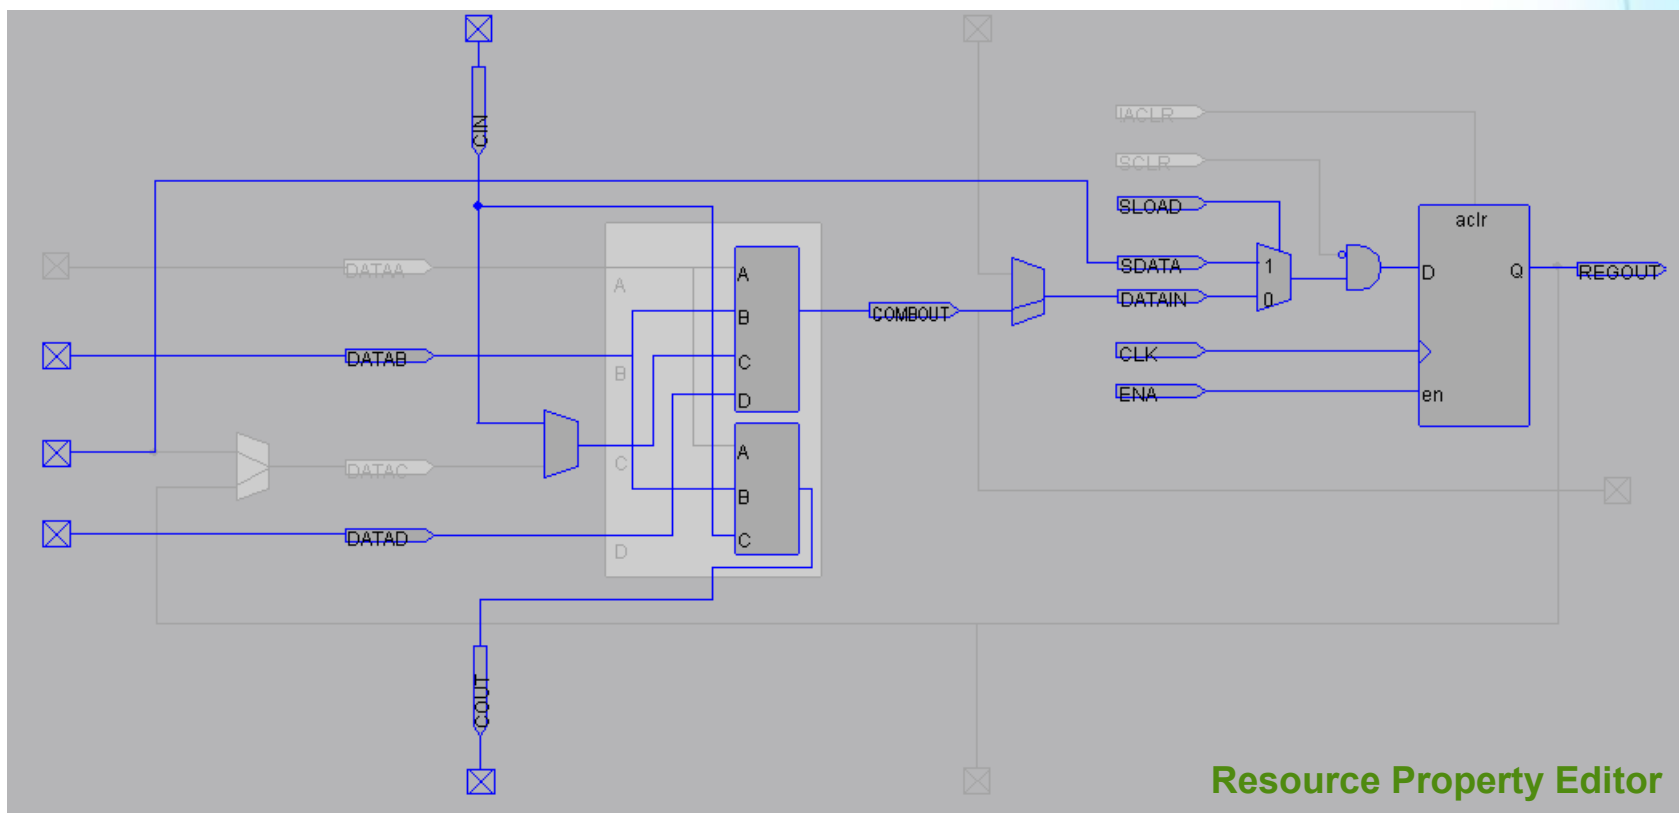 CIN
!ACLR
SCLR
SLOAD
aclr
DATAA
A
A
SDATA
1
D
Q
REGOUT
B
COMBOUT
DATAIN
0
DATAB
B
C
CLK
D
ENA
en
DATAC
C
A
B
DATAD
D
C
COUT
Resource Property Editor